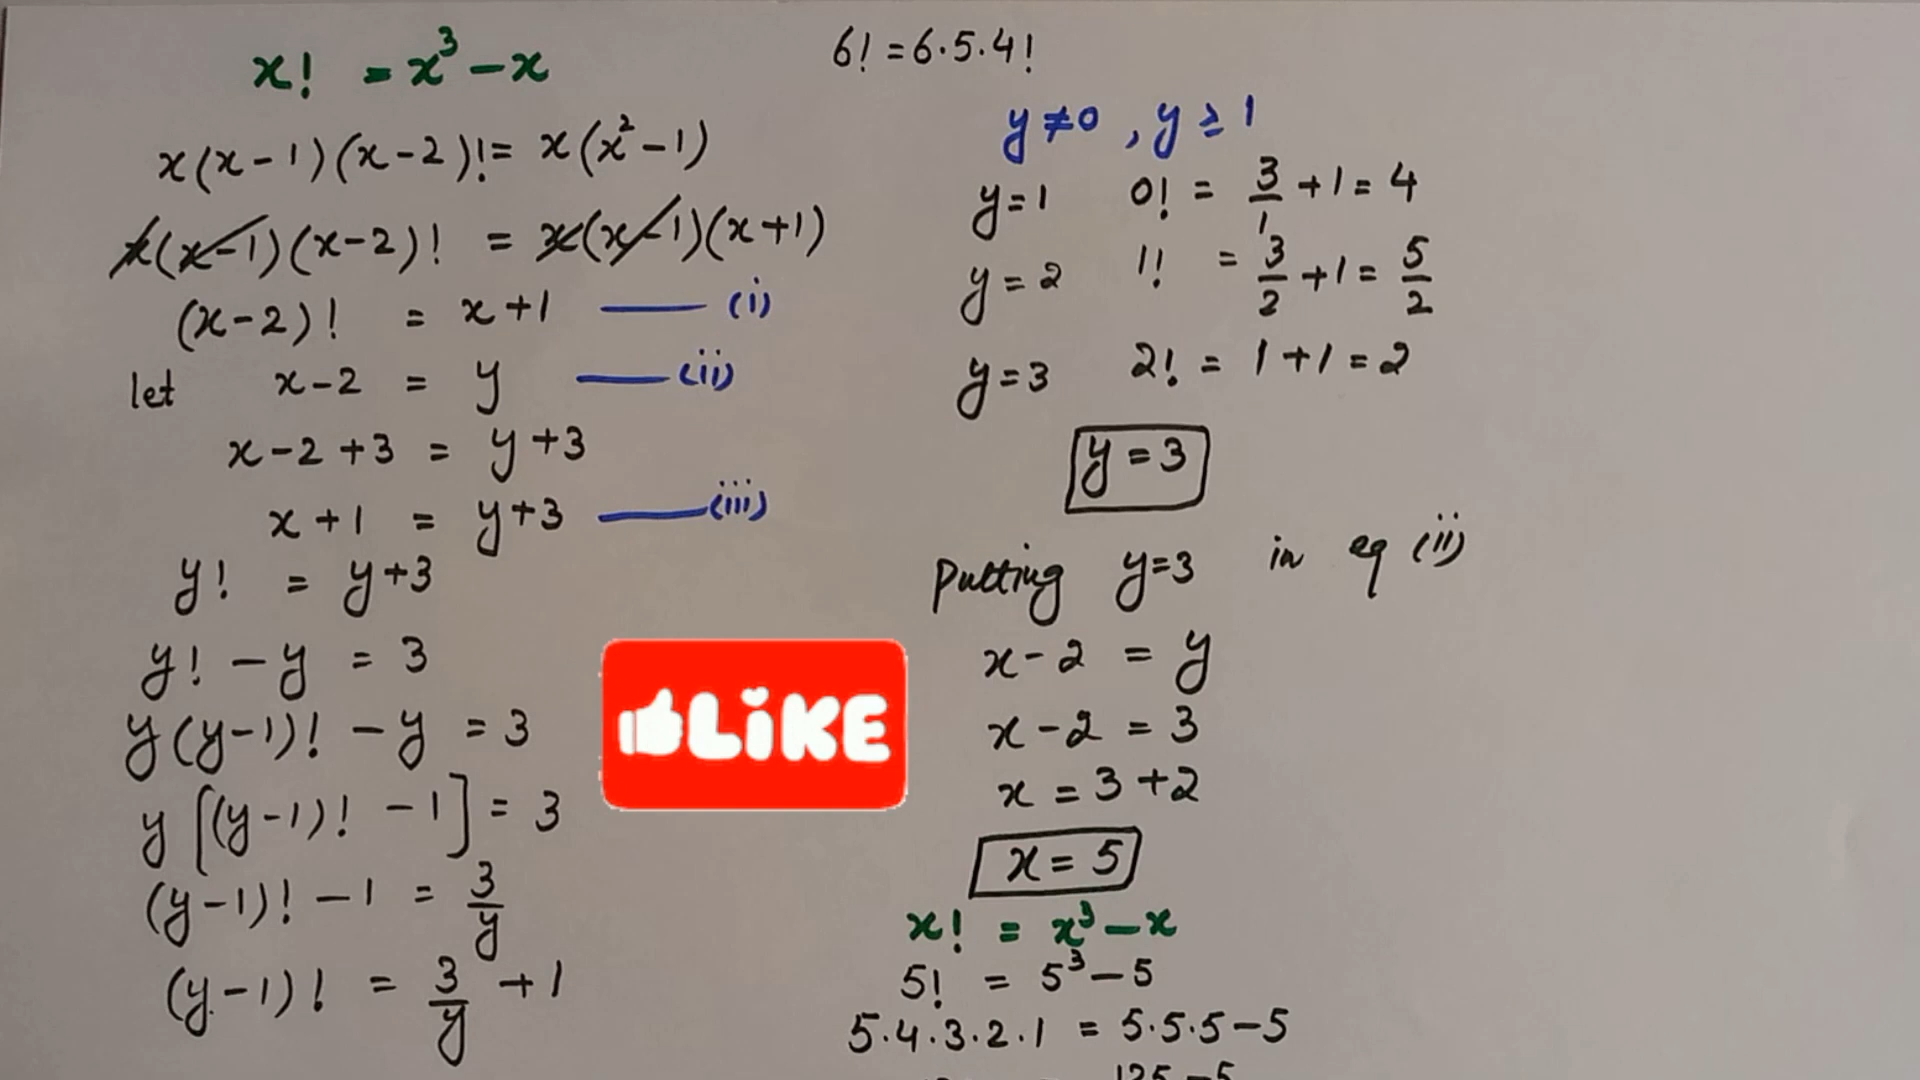 x! = x³ - x
x(x-1)(x-2)! = x(x²-1)
x(x-1)(x-2)! = x(x-1)(x+1)
(x-2)! = x+1 —— (i)
let x-2 = y —— (ii)
x-2+3 = y+3
x+1 = y+3 —— (iii)
y! = y+3
y! - y = 3
y(y-1)! - y = 3
y[(y-1)! - 1] = 3
(y-1)! - 1 = 3/y
(y-1)! = 3/y + 1
LiKE
6! = 6·5·4!
y≠0, y≥1
y=1 0! = 3/1 + 1 = 4
y=2 1! = 3/2 + 1 = 5/2
y=3 2! = 1+1 = 2
y=3
Putting y=3 in eq (ii)
x-2 = y
x-2 = 3
x = 3+2
x = 5
x! = x³ - x
5! = 5³ - 5
5·4·3·2·1 = 5·5·5-5
125-5